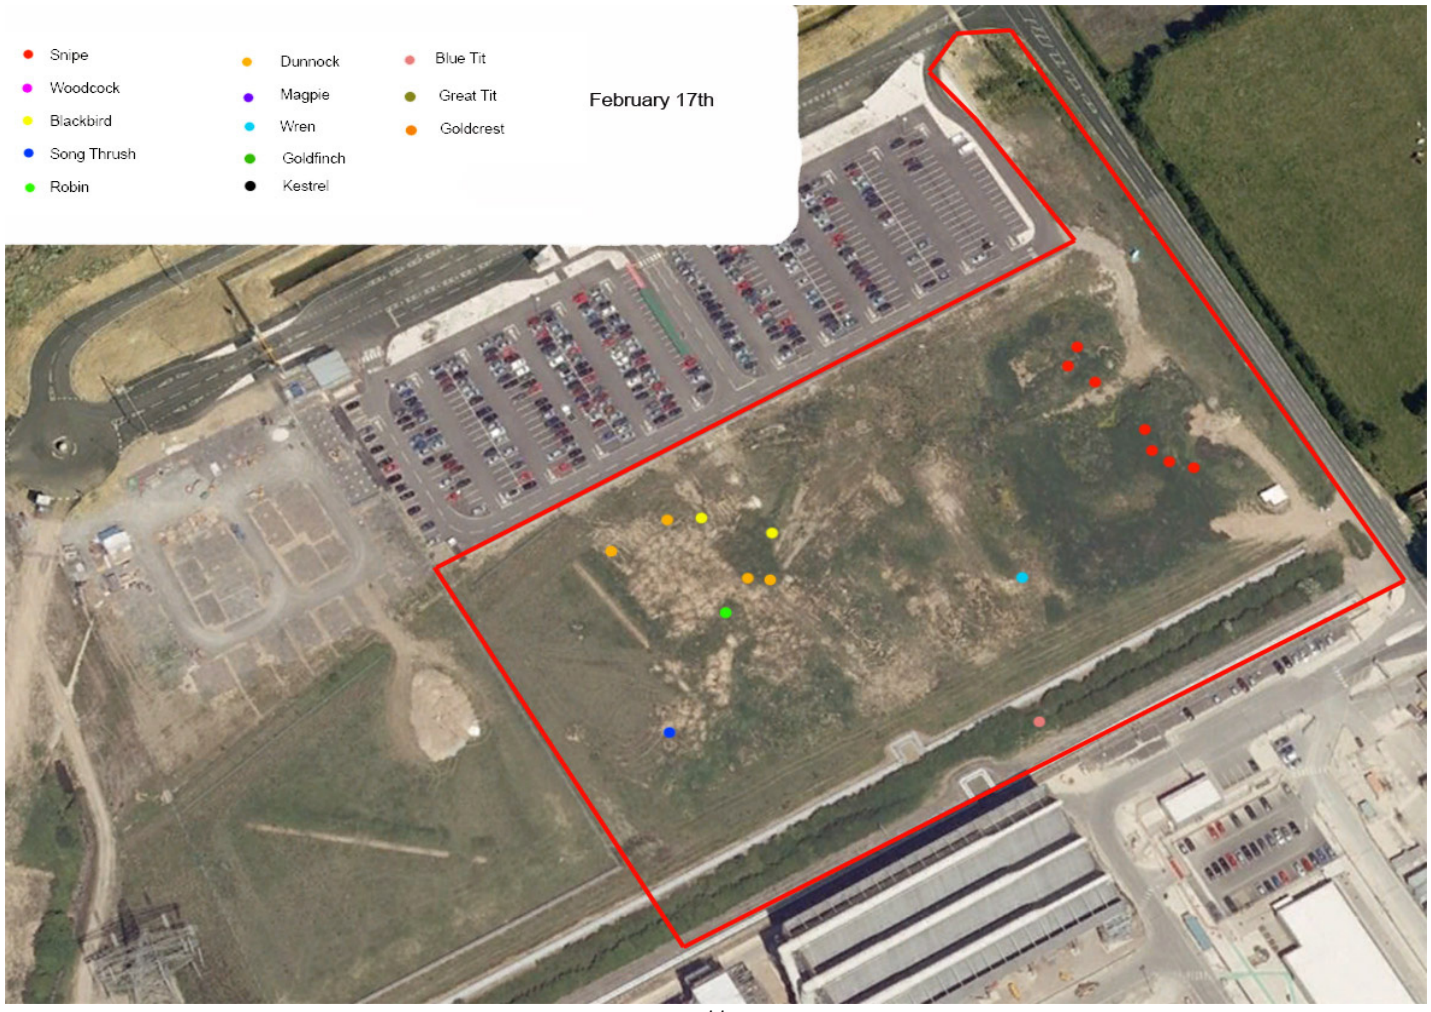 Snipe
Woodcock
Blackbird
Song Thrush
Robin
Dunnock
Magpie
Wren
Goldfinch
Kestrel
Blue Tit
Great Tit
Goldcrest
February 17th